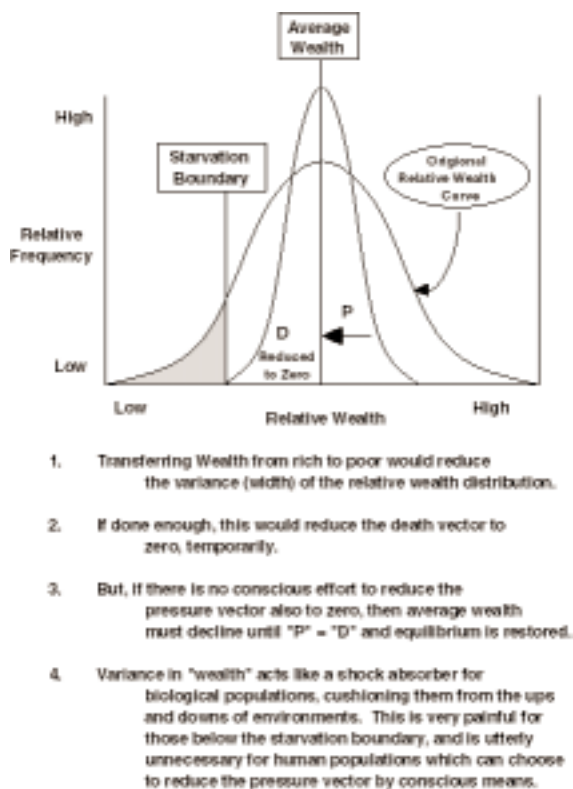 Average
Wealth
High
Starvation
Boundary
Origional
Relative Wealth
Curve
Relative
Frequency
P
D
Reduced
to Zero
Low
Low
Relative Wealth
High
1. Transferring Wealth from rich to poor would reduce
the variance (width) of the relative wealth distribution.
2. If done enough, this would reduce the death vector to
zero, temporarily.
3. But, if there is no conscious effort to reduce the
pressure vector also to zero, then average wealth
must decline until "P" = "D" and equilibrium is restored.
4. Variance in "wealth" acts like a shock absorber for
biological populations, cushioning them from the ups
and downs of environments. This is very painful for
those below the starvation boundary, and is utterly
unnecessary for human populations which can choose
to reduce the pressure vector by conscious means.